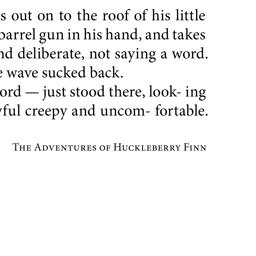 s out on to the roof of his little
barrel gun in his hand, and takes
nd deliberate, not saying a word.
e wave sucked back.
ord — just stood there, look- ing
ful creepy and uncom- fortable.
The Adventures of Huckleberry Finn